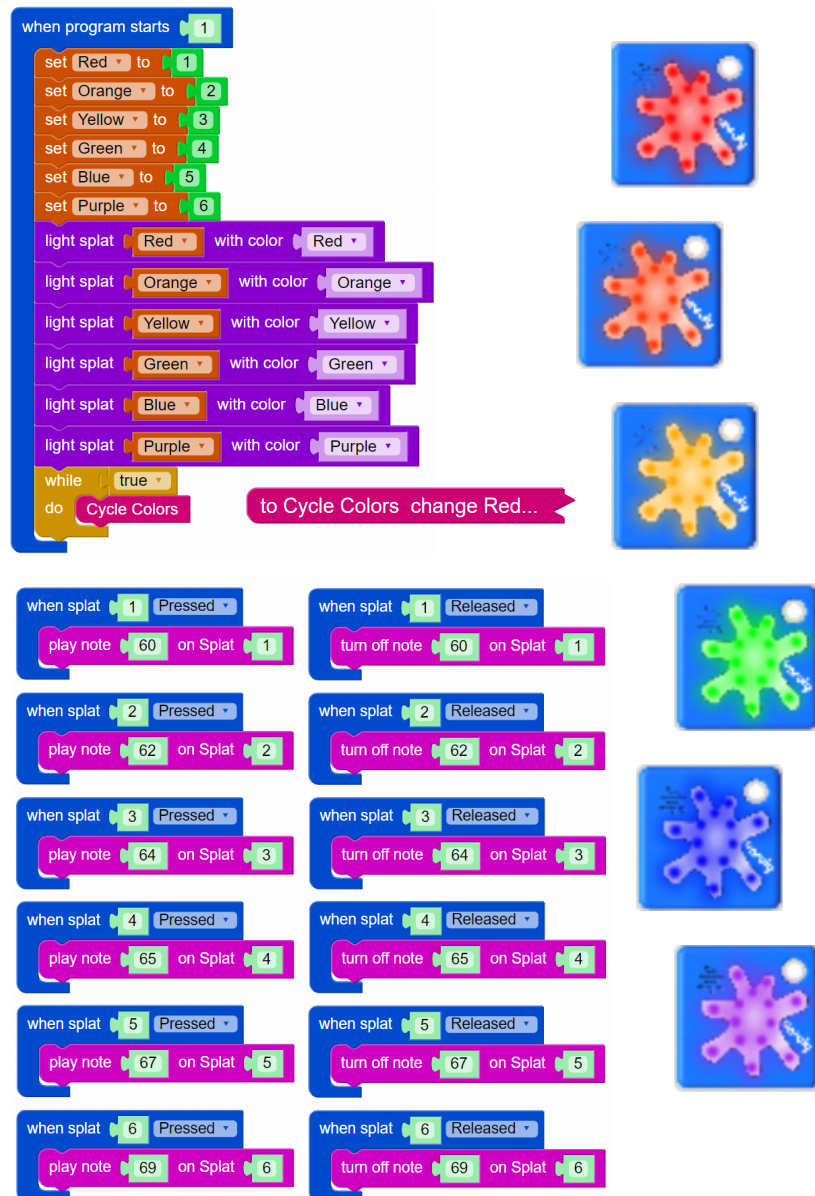 when program starts 1
set Red to 1
set Orange to 2
set Yellow to 3
set Green to 4
set Blue to 5
set Purple to 6
light splat Red with color Red
light splat Orange with color Orange
light splat Yellow with color Yellow
light splat Green with color Green
light splat Blue with color Blue
light splat Purple with color Purple
while true
do Cycle Colors
to Cycle Colors change Red...
when splat 1 Pressed
play note 60 on Splat 1
when splat 1 Released
turn off note 60 on Splat 1
when splat 2 Pressed
play note 62 on Splat 2
when splat 2 Released
turn off note 62 on Splat 2
when splat 3 Pressed
play note 64 on Splat 3
when splat 3 Released
turn off note 64 on Splat 3
when splat 4 Pressed
play note 65 on Splat 4
when splat 4 Released
turn off note 65 on Splat 4
when splat 5 Pressed
play note 67 on Splat 5
when splat 5 Released
turn off note 67 on Splat 5
when splat 6 Pressed
play note 69 on Splat 6
when splat 6 Released
turn off note 69 on Splat 6